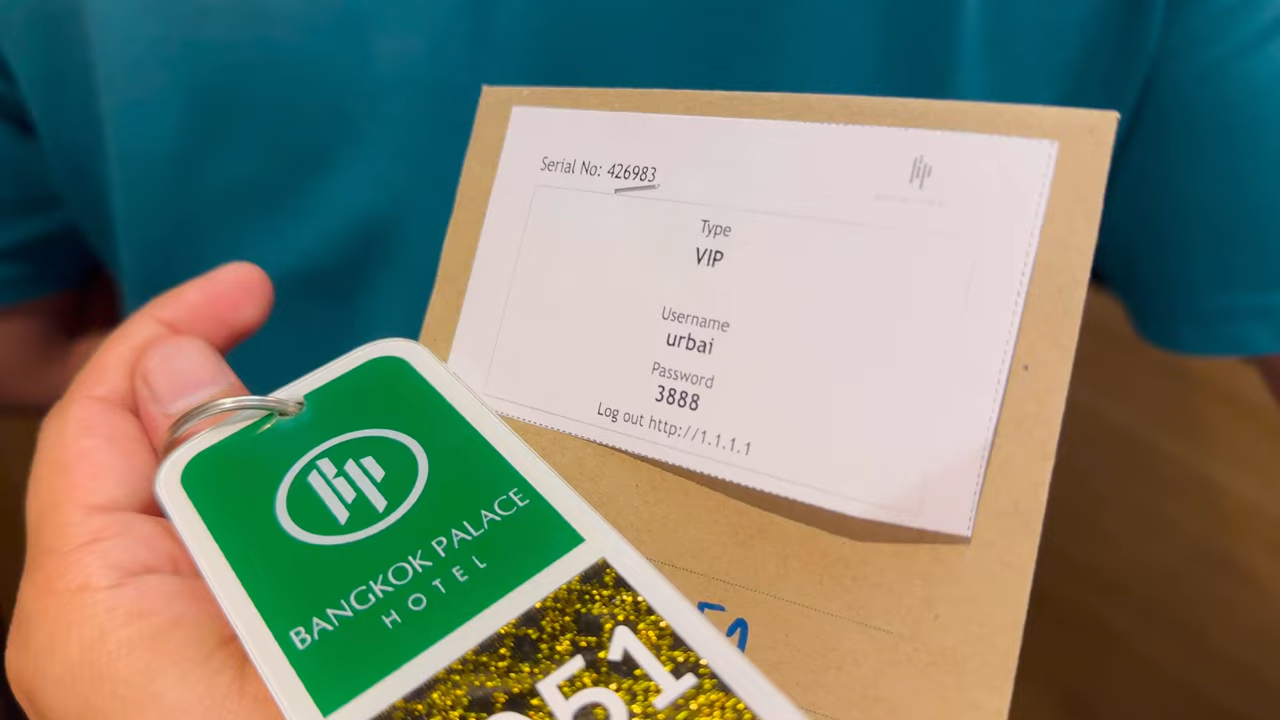 Serial No: 426983
Type
VIP
Username
urbai
Password
3888
Log out http://1.1.1.1
BANGKOK PALACE
HOTEL
51